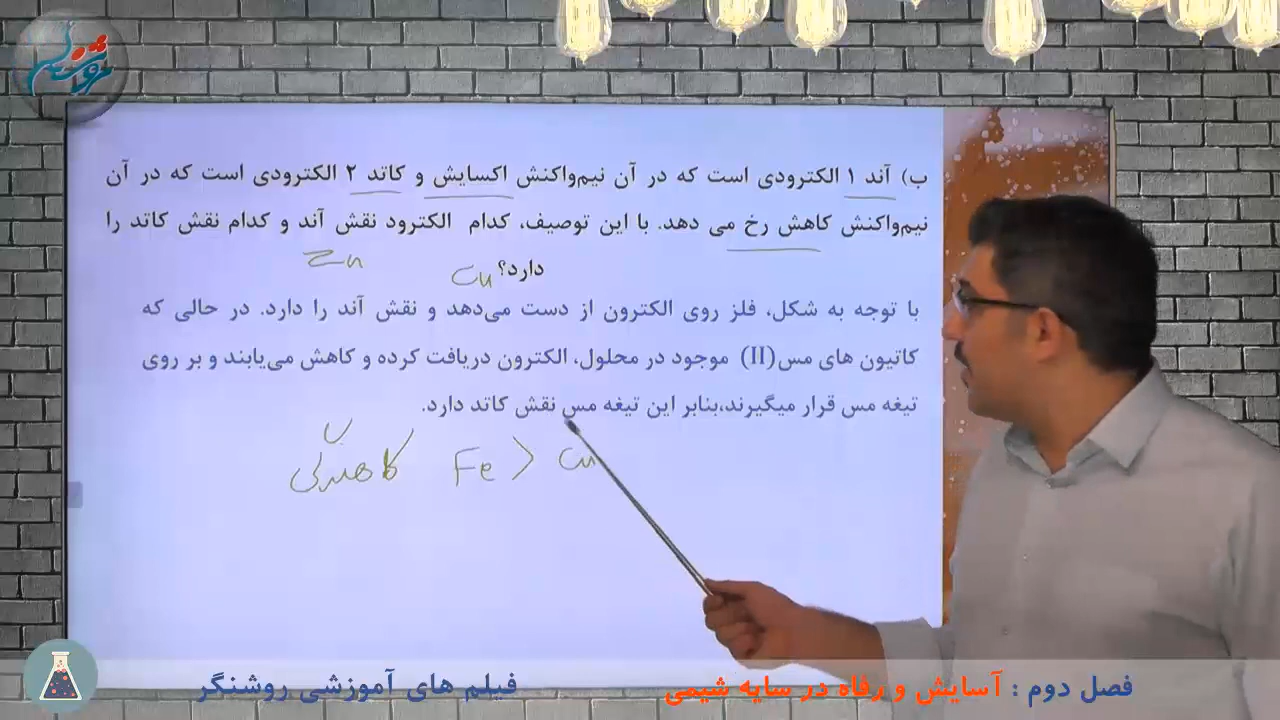 ب) آند ۱ الکترودی است که در آن نیم‌واکنش اکسایش و کاتد ۲ الکترودی است که در آن
نیم‌واکنش کاهش رخ می دهد. با این توصیف، کدام الکترود نقش آند و کدام نقش کاتد را
دارد؟
Cu
Zn
با توجه به شکل، فلز روی الکترون از دست می‌دهد و نقش آند را دارد. در حالی که
کاتیون های مس(II) موجود در محلول، الکترون دریافت کرده و کاهش می‌یابند و بر روی
تیغه مس قرار میگیرند،بنابر این تیغه مس نقش کاتد دارد.
Fe > Cu
فصل دوم : آسایش و رفاه در سایه شیمی
فیلم های آموزشی روشنگر